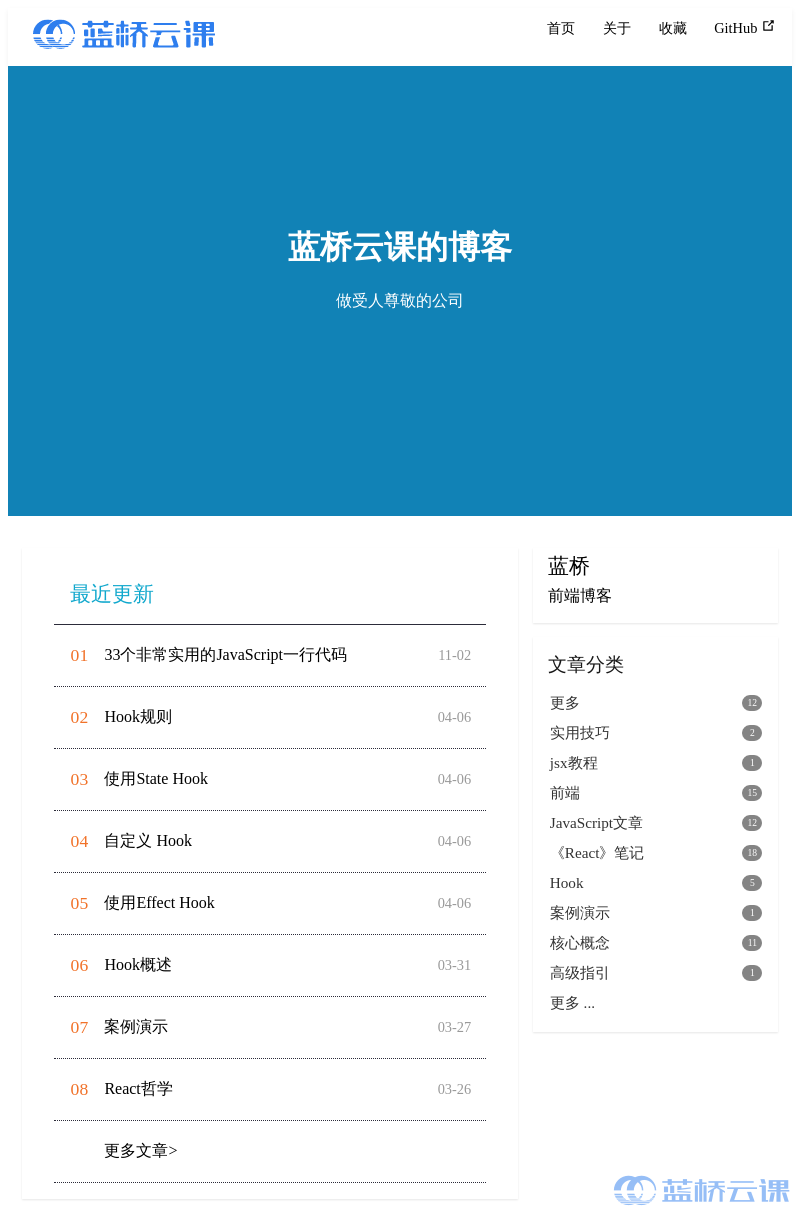 蓝桥云课
首页 关于 收藏 GitHub
蓝桥云课的博客
做受人尊敬的公司
最近更新
01 33个非常实用的JavaScript一行代码 11-02
02 Hook规则 04-06
03 使用State Hook 04-06
04 自定义 Hook 04-06
05 使用Effect Hook 04-06
06 Hook概述 03-31
07 案例演示 03-27
08 React哲学 03-26
更多文章>
蓝桥
前端博客
文章分类
更多 12
实用技巧 2
jsx教程 1
前端 15
JavaScript文章 12
《React》笔记 18
Hook 5
案例演示 1
核心概念 11
高级指引 1
更多 ...
蓝桥云课